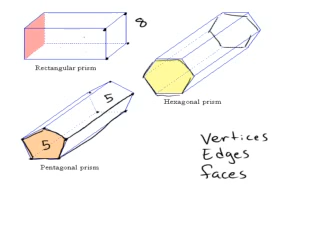 8
Rectangular prism
Hexagonal prism
5
5
Pentagonal prism
Vertices
Edges
faces